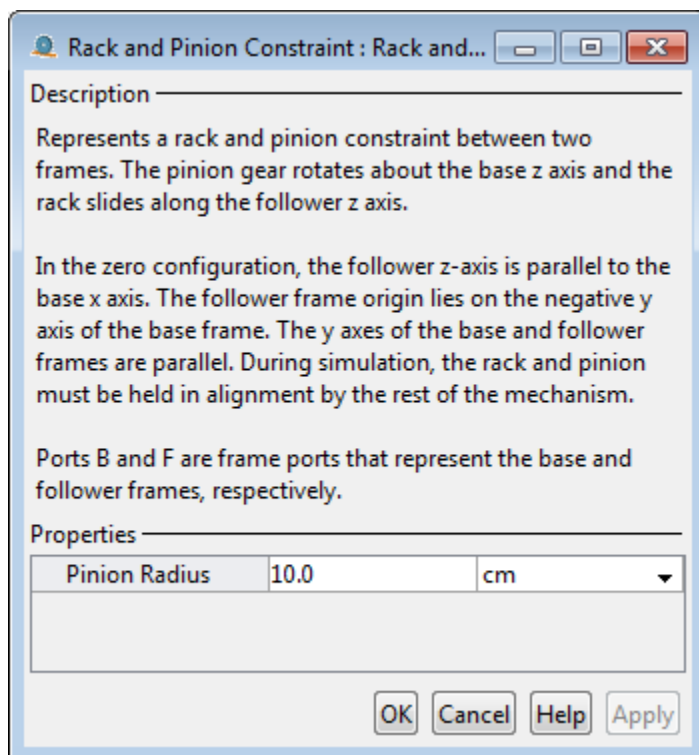 Rack and Pinion Constraint : Rack and...
Description
Represents a rack and pinion constraint between two
frames. The pinion gear rotates about the base z axis and the
rack slides along the follower z axis.
In the zero configuration, the follower z-axis is parallel to the
base x axis. The follower frame origin lies on the negative y
axis of the base frame. The y axes of the base and follower
frames are parallel. During simulation, the rack and pinion
must be held in alignment by the rest of the mechanism.
Ports B and F are frame ports that represent the base and
follower frames, respectively.
Properties
Pinion Radius 10.0 cm
OK Cancel Help Apply